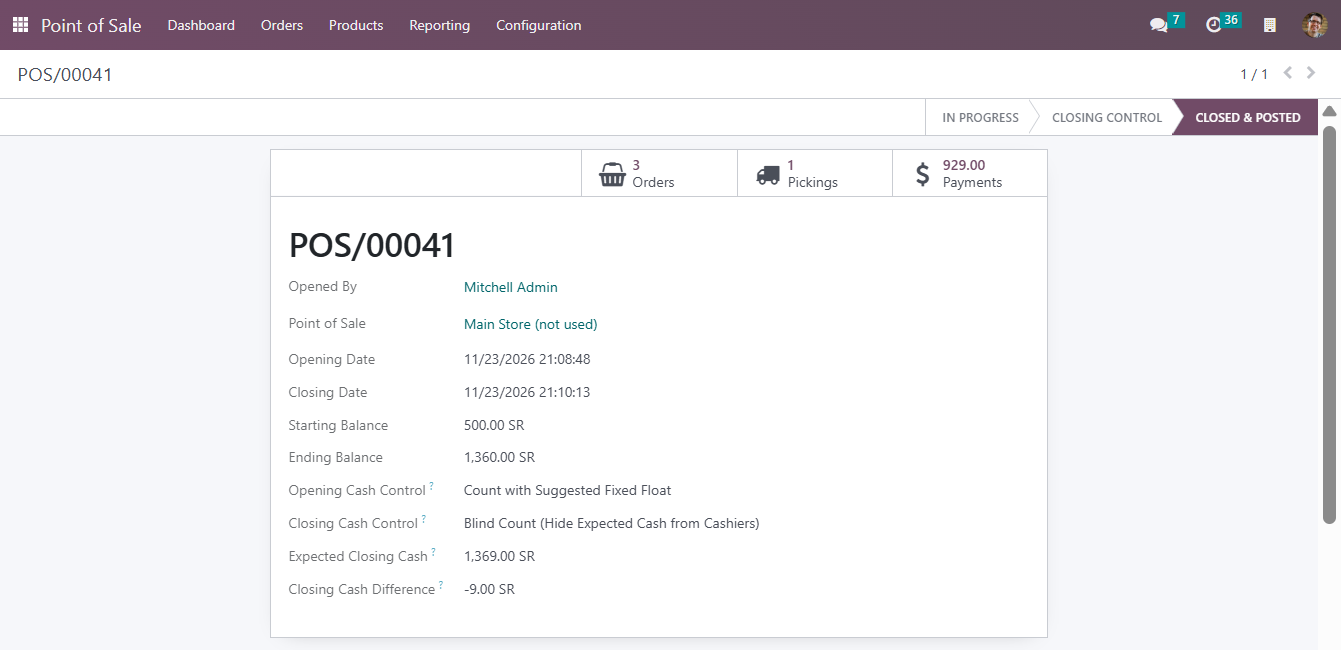 Point of Sale Dashboard Orders Products Reporting Configuration 7 36
POS/00041 1 / 1
IN PROGRESS CLOSING CONTROL CLOSED & POSTED
3 Orders
1 Pickings
$ 929.00 Payments
POS/00041
Opened By Mitchell Admin
Point of Sale Main Store (not used)
Opening Date 11/23/2026 21:08:48
Closing Date 11/23/2026 21:10:13
Starting Balance 500.00 SR
Ending Balance 1,360.00 SR
Opening Cash Control ? Count with Suggested Fixed Float
Closing Cash Control ? Blind Count (Hide Expected Cash from Cashiers)
Expected Closing Cash ? 1,369.00 SR
Closing Cash Difference ? -9.00 SR